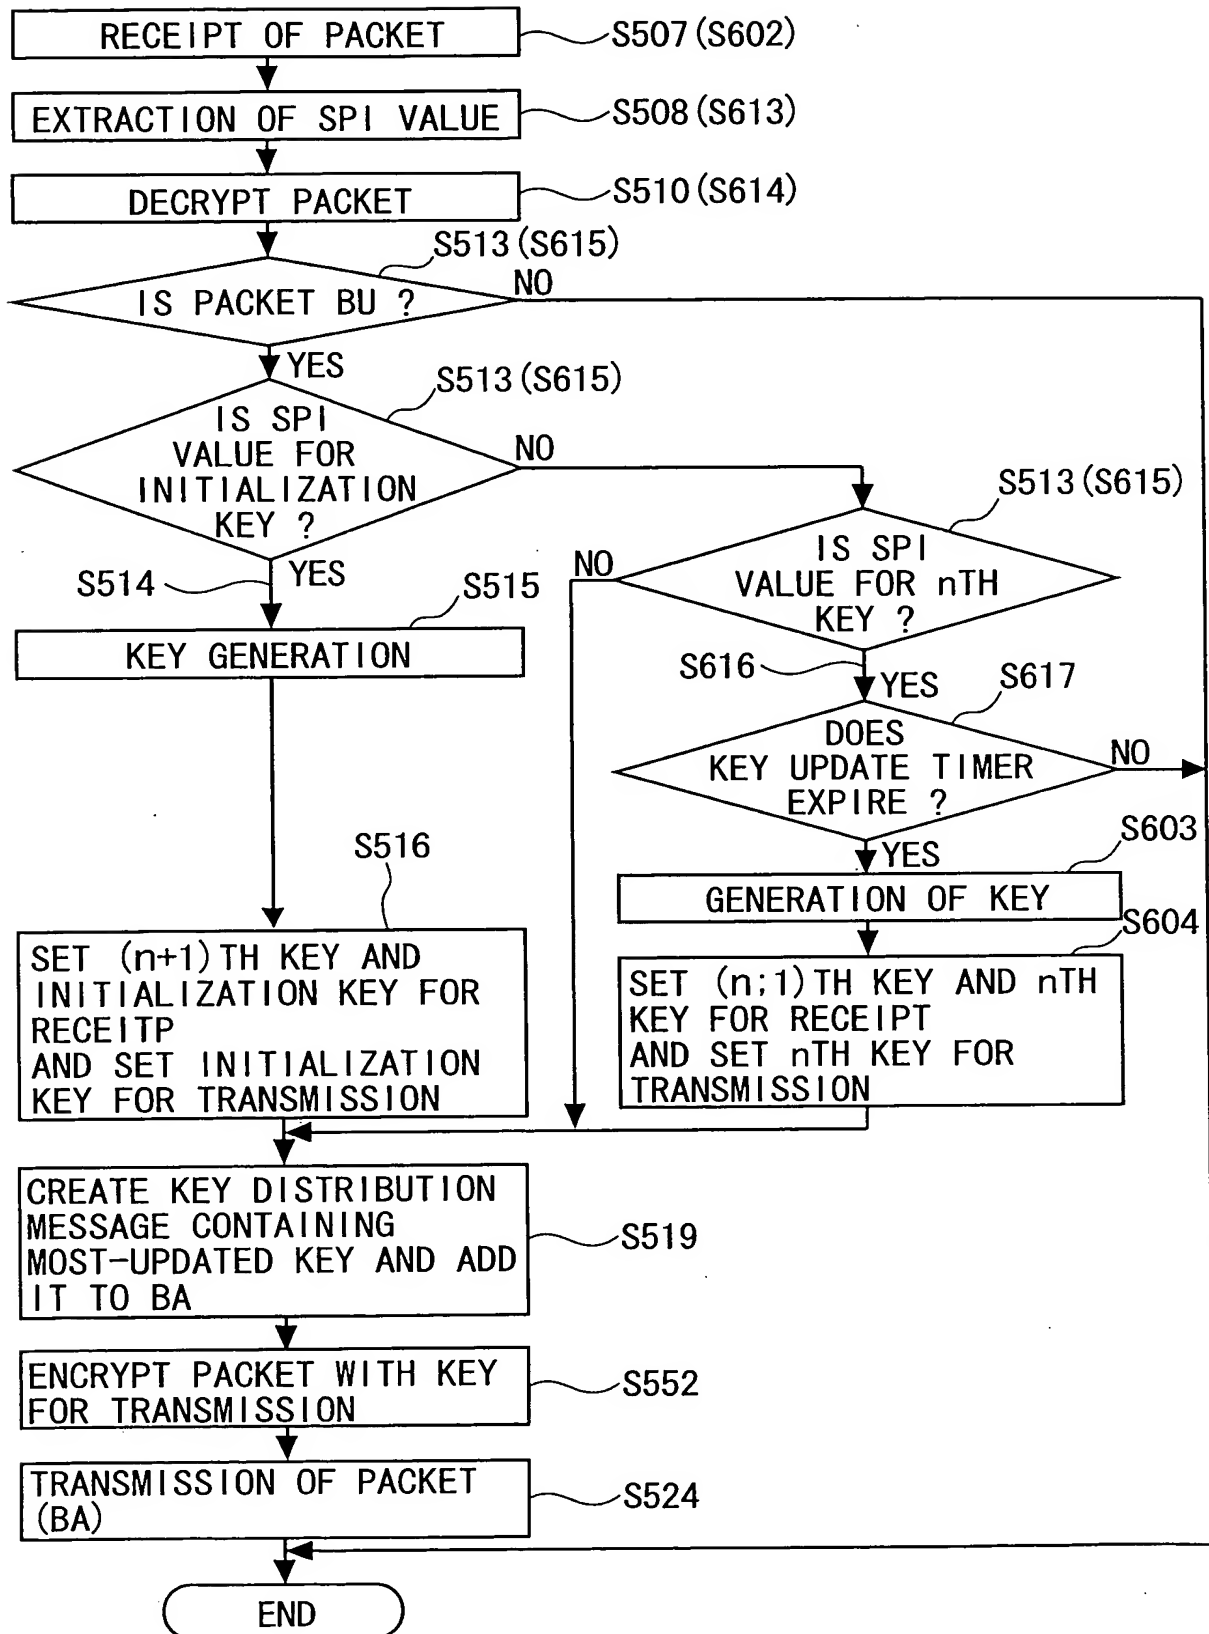 RECEIPT OF PACKET
S507(S602)
EXTRACTION OF SPI VALUE
S508(S613)
DECRYPT PACKET
S510(S614)
S513(S615)
IS PACKET BU ?
NO
YES
S513(S615)
IS SPI
VALUE FOR
INITIALIZATION
KEY ?
NO
S513(S615)
IS SPI
VALUE FOR nTH
KEY ?
NO
S514
YES
S515
KEY GENERATION
S616
YES
S617
DOES
KEY UPDATE TIMER
EXPIRE ?
NO
YES
S603
GENERATION OF KEY
S604
SET (n;1)TH KEY AND nTH
KEY FOR RECEIPT
AND SET nTH KEY FOR
TRANSMISSION
S516
SET (n+1)TH KEY AND
INITIALIZATION KEY FOR
RECEITP
AND SET INITIALIZATION
KEY FOR TRANSMISSION
CREATE KEY DISTRIBUTION
MESSAGE CONTAINING
MOST-UPDATED KEY AND ADD
IT TO BA
S519
ENCRYPT PACKET WITH KEY
FOR TRANSMISSION
S552
TRANSMISSION OF PACKET
(BA)
S524
END